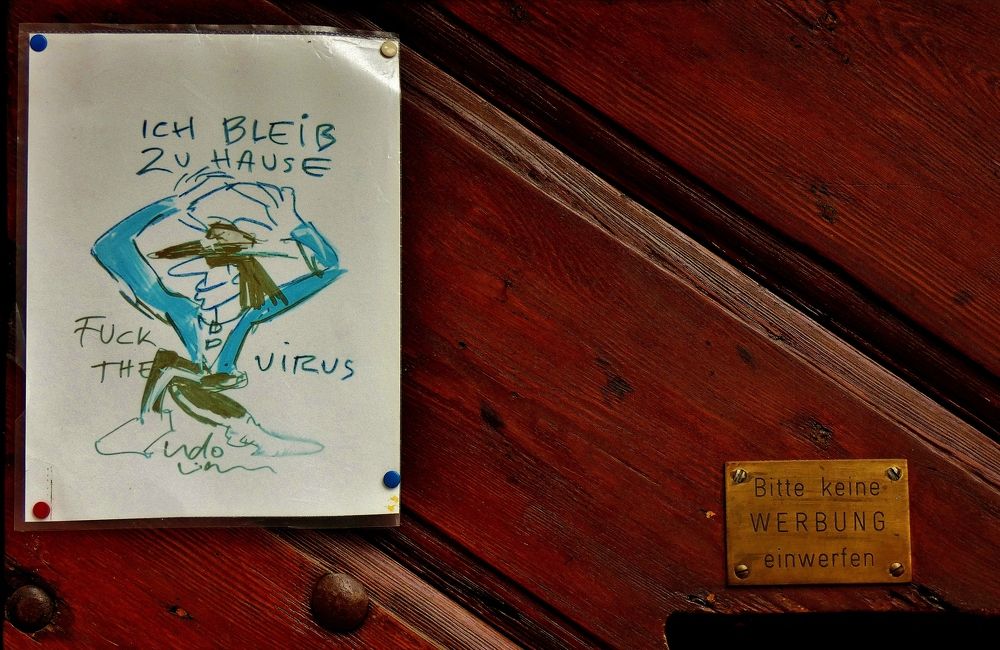 ICH BLEIB
ZU HAUSE
FUCK
THE VIRUS
Udo
Bitte keine
WERBUNG
einwerfen